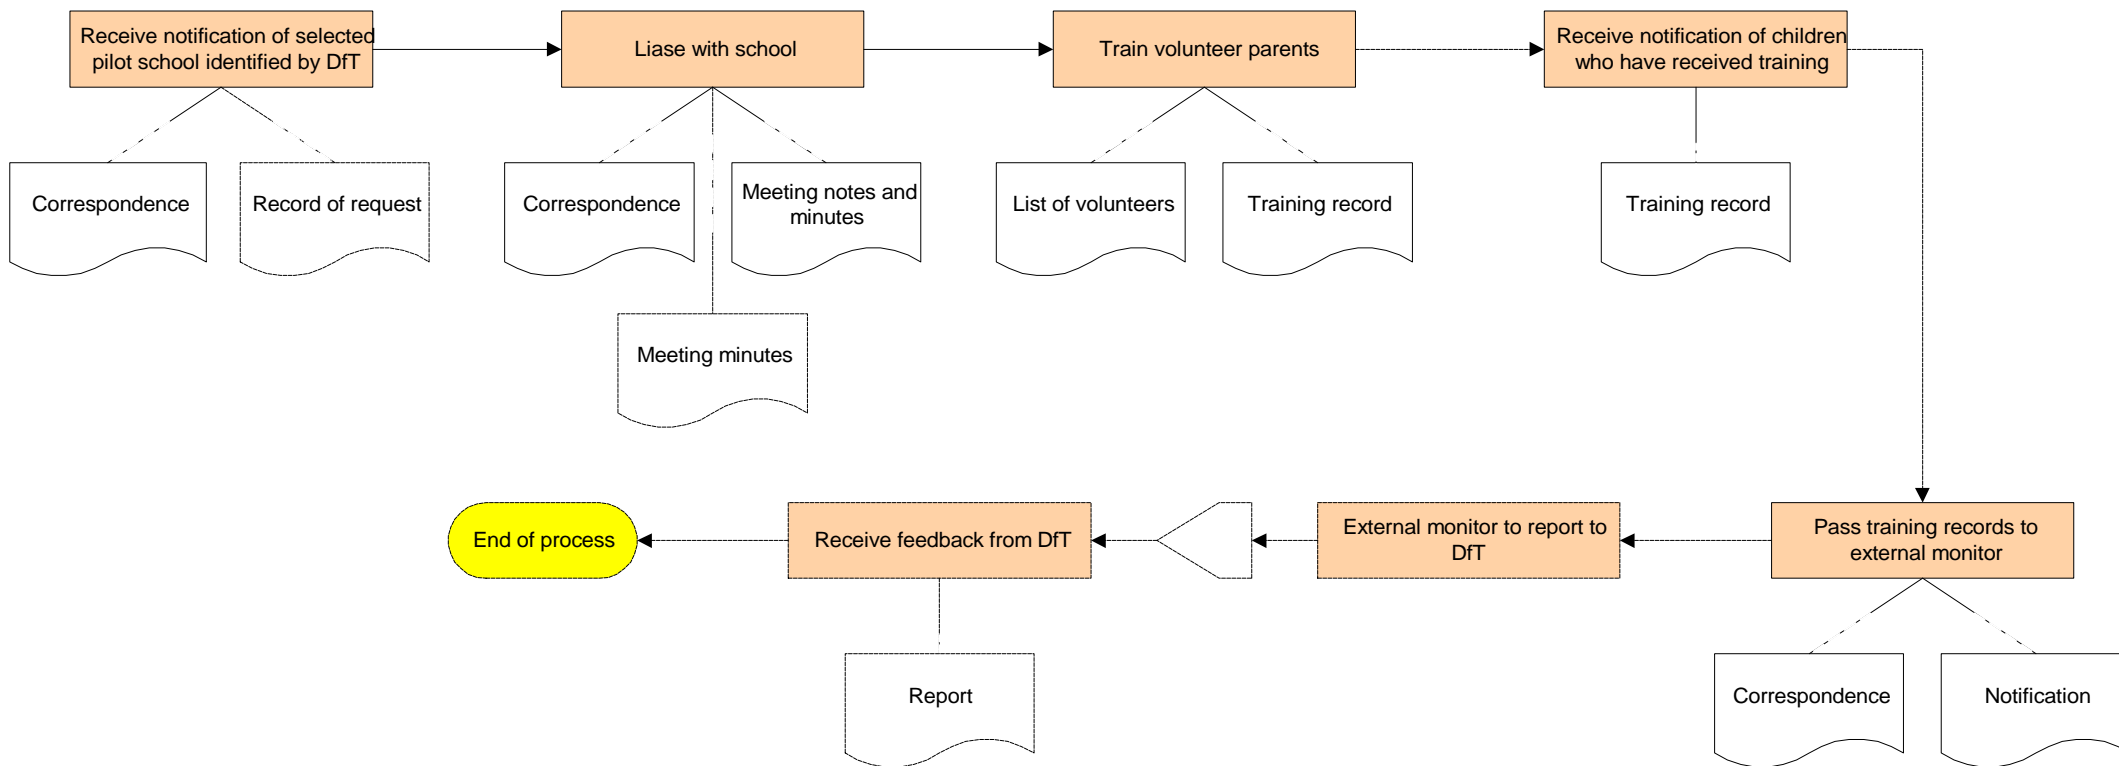 Receive notification of selected
pilot school identified by DfT
Liase with school
Train volunteer parents
Receive notification of children
who have received training
Correspondence
Record of request
Correspondence
Meeting notes and
minutes
List of volunteers
Training record
Training record
Meeting minutes
End of process
Receive feedback from DfT
External monitor to report to
DfT
Pass training records to
external monitor
Report
Correspondence
Notification